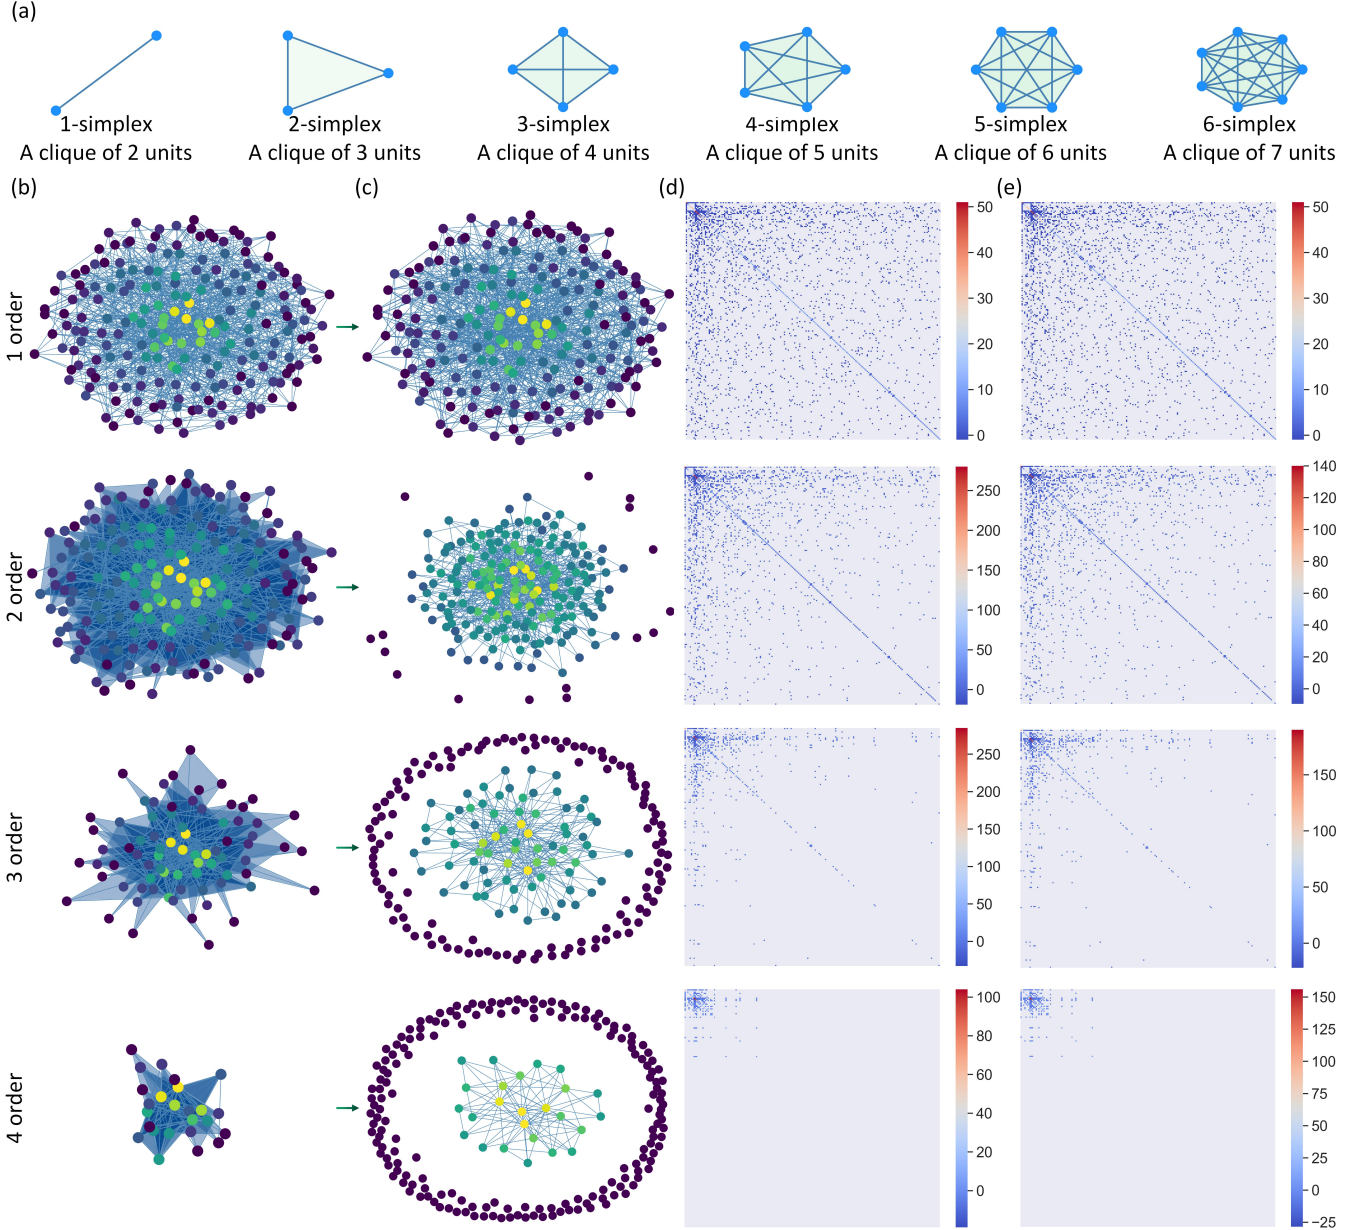 (a)
1-simplex
A clique of 2 units
2-simplex
A clique of 3 units
3-simplex
A clique of 4 units
4-simplex
A clique of 5 units
5-simplex
A clique of 6 units
6-simplex
A clique of 7 units
(b)
(c)
(d)
(e)
1 order
50
40
30
20
10
0
50
40
30
20
10
0
2 order
250
200
150
100
50
0
140
120
100
80
60
40
20
0
3 order
250
200
150
100
50
0
150
100
50
0
4 order
100
80
60
40
20
0
150
125
100
75
50
25
0
−25